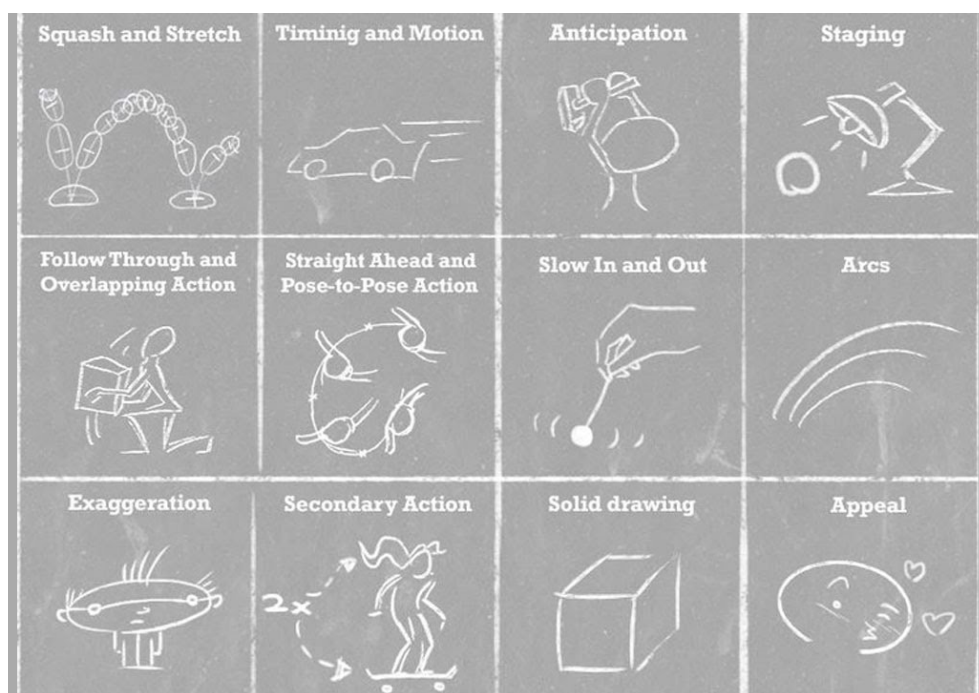 Squash and Stretch
Timinig and Motion
Anticipation
Staging
Follow Through and
Overlapping Action
Straight Ahead and
Pose-to-Pose Action
Slow In and Out
Arcs
Exaggeration
Secondary Action
Solid drawing
Appeal
2x